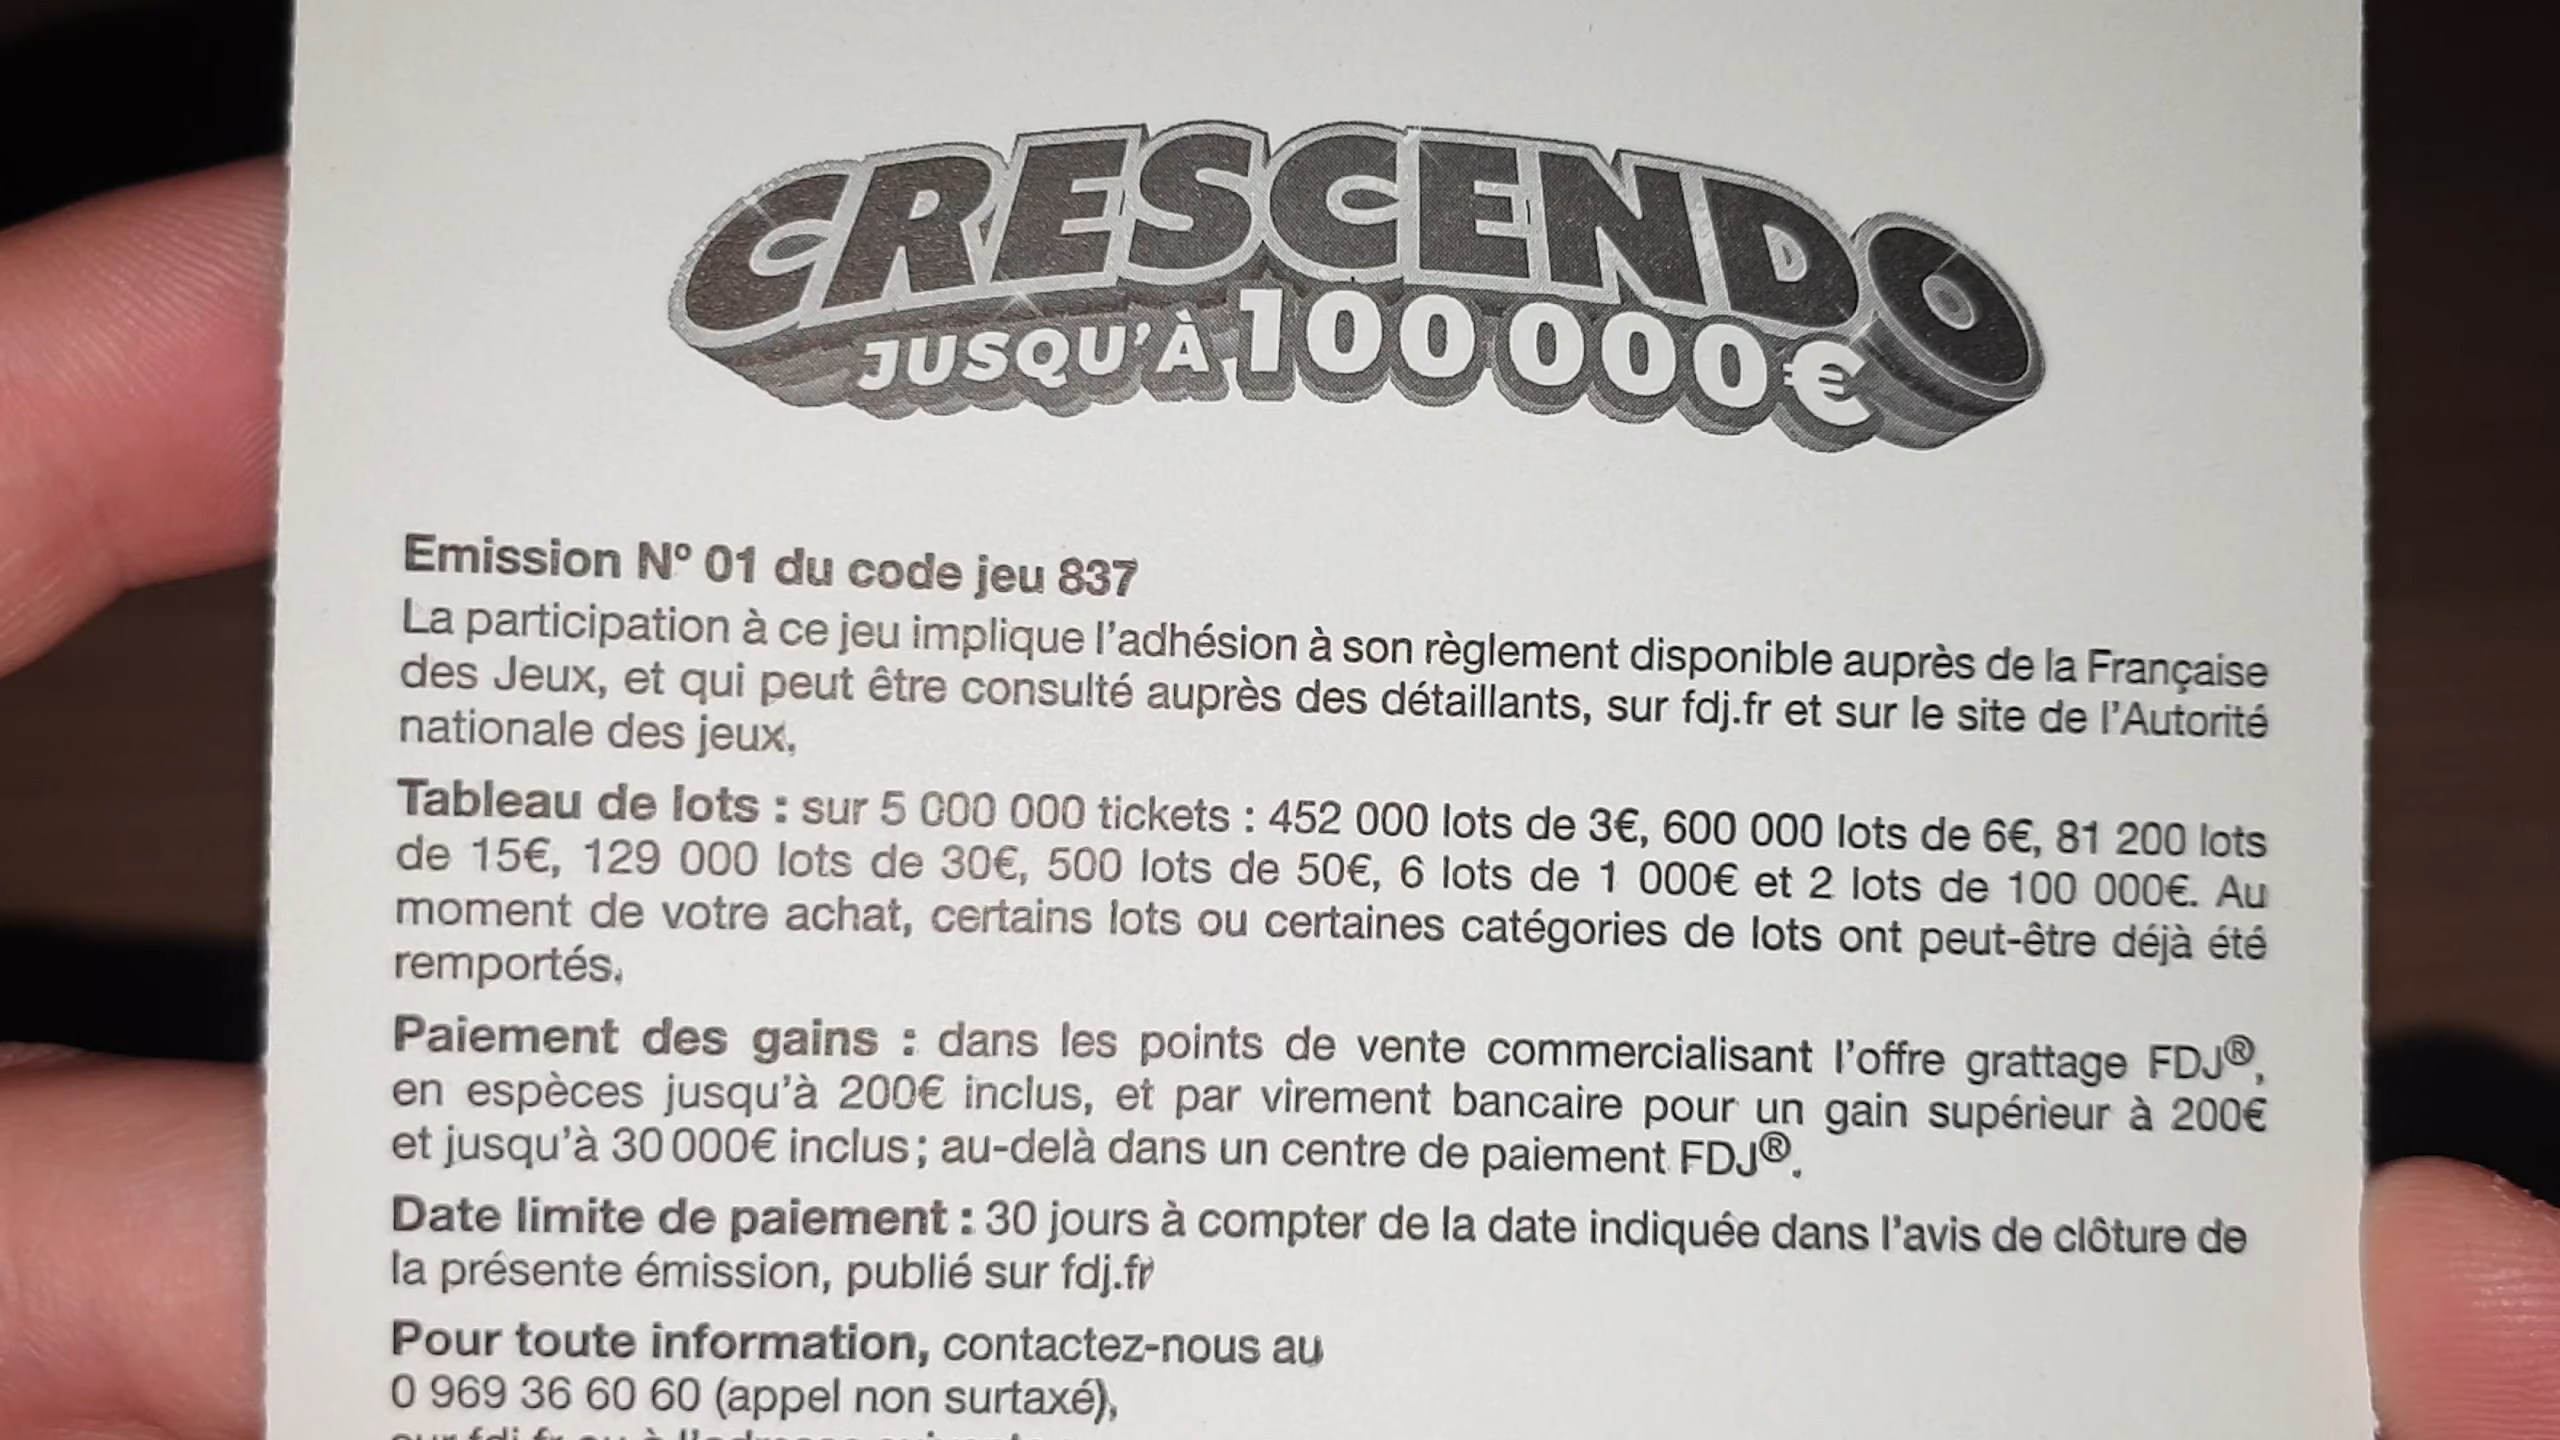 CRESCENDO
JUSQU'À 100 000€
Emission Nº 01 du code jeu 837
La participation à ce jeu implique l'adhésion à son règlement disponible auprès de la Française
des Jeux, et qui peut être consulté auprès des détaillants, sur fdj.fr et sur le site de l'Autorité
nationale des jeux.
Tableau de lots : sur 5 000 000 tickets : 452 000 lots de 3€, 600 000 lots de 6€, 81 200 lots
de 15€, 129 000 lots de 30€, 500 lots de 50€, 6 lots de 1 000€ et 2 lots de 100 000€. Au
moment de votre achat, certains lots ou certaines catégories de lots ont peut-être déjà été
remportés.
Paiement des gains : dans les points de vente commercialisant l'offre grattage FDJ®,
en espèces jusqu'à 200€ inclus, et par virement bancaire pour un gain supérieur à 200€
et jusqu'à 30 000€ inclus ; au-delà dans un centre de paiement FDJ®.
Date limite de paiement : 30 jours à compter de la date indiquée dans l'avis de clôture de
la présente émission, publié sur fdj.fr
Pour toute information, contactez-nous au
0 969 36 60 60 (appel non surtaxé),